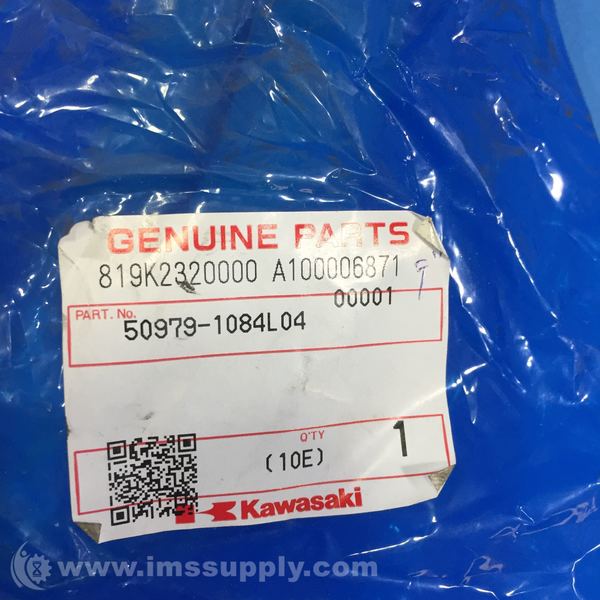 GENUINE PARTS
819K2320000 A100006871
00001
PART. No.
50979-1084L04
Q'TY
(10E) 1
Kawasaki
www.imssupply.com